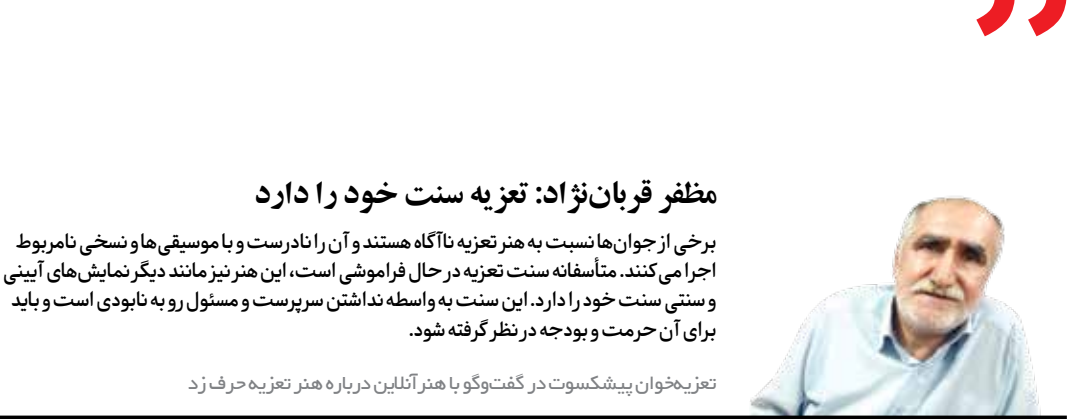 مظفر قربان‌نژاد: تعزیه سنت خود را دارد
برخی از جوان‌ها نسبت به هنر تعزیه ناآگاه هستند و آن را نادرست و با موسیقی‌ها و نسخی نامربوط
اجرا می‌کنند. متأسفانه سنت تعزیه در حال فراموشی است، این هنر نیز مانند دیگر نمایش‌های آیینی
و سنتی سنت خود را دارد. این سنت به واسطه نداشتن سرپرست و مسئول رو به نابودی است و باید
برای آن حرمت و بودجه در نظر گرفته شود.
تعزیه‌خوان پیشکسوت در گفت‌وگو با هنرآنلاین درباره هنر تعزیه حرف زد